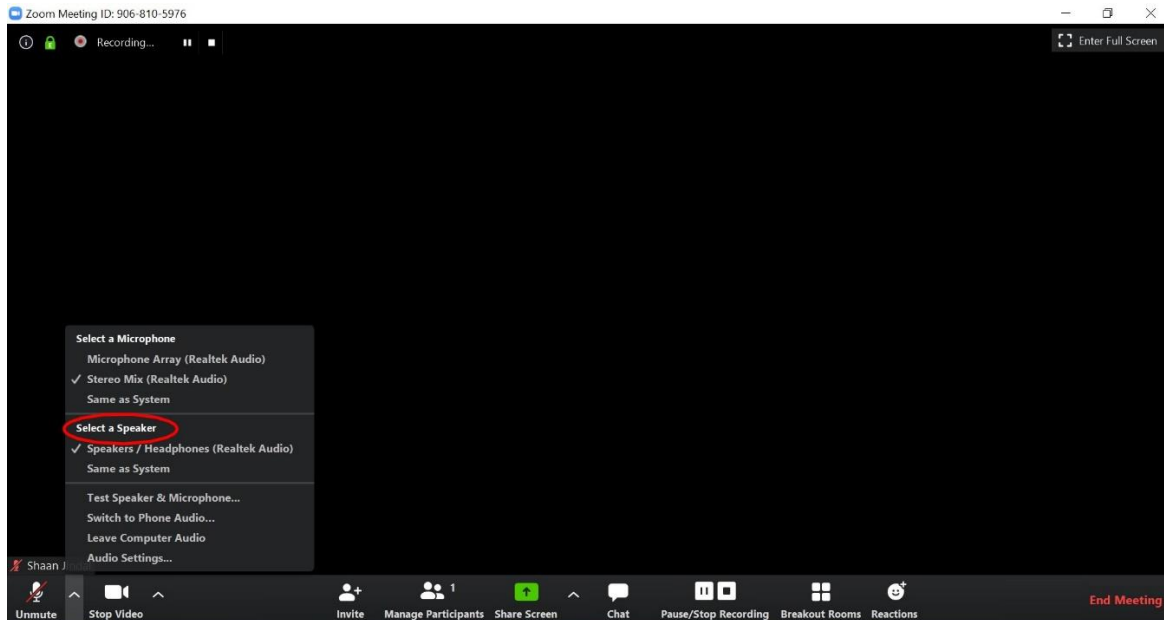 Zoom Meeting ID: 906-810-5976
Recording...
Enter Full Screen
Select a Microphone
Microphone Array (Realtek Audio)
✓ Stereo Mix (Realtek Audio)
Same as System
Select a Speaker
✓ Speakers / Headphones (Realtek Audio)
Same as System
Test Speaker & Microphone...
Switch to Phone Audio...
Leave Computer Audio
Audio Settings...
Shaan
1
Unmute Stop Video Invite Manage Participants Share Screen Chat Pause/Stop Recording Breakout Rooms Reactions End Meeting